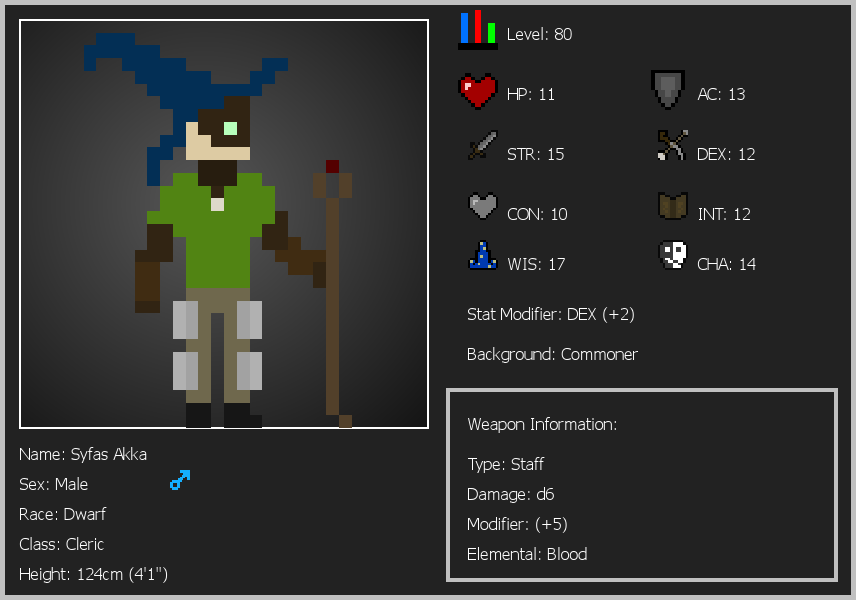 Level: 80
HP: 11
AC: 13
STR: 15
DEX: 12
CON: 10
INT: 12
WIS: 17
CHA: 14
Stat Modifier: DEX (+2)
Background: Commoner
Weapon Information:
Type: Staff
Damage: d6
Modifier: (+5)
Elemental: Blood
Name: Syfas Akka
Sex: Male
Race: Dwarf
Class: Cleric
Height: 124cm (4'1")